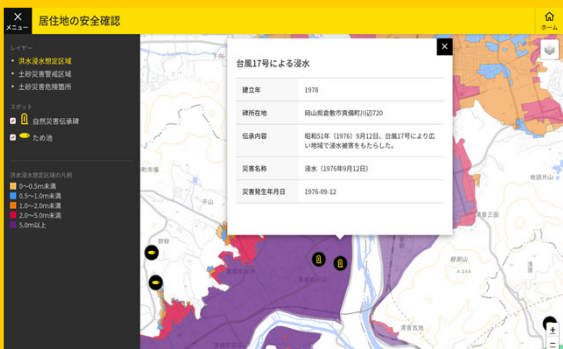 メニュー
居住地の安全確認
ホーム
レイヤー
洪水浸水想定区域
土砂災害警戒区域
土砂災害危険箇所
スポット
自然災害伝承碑
ため池
洪水浸水想定区域の凡例
0〜0.5m未満
0.5〜1.0m未満
1.0〜2.0m未満
2.0〜5.0m未満
5.0m以上
台風17号による浸水
建立年 1978
碑所在地 岡山県倉敷市真備町川辺720
伝承内容 昭和51年（1976）9月12日、台風17号により広
い地域で浸水被害をもたらした。
災害名称 浸水（1976年9月12日）
災害発生年月日 1976-09-12
清音三因
清音古地